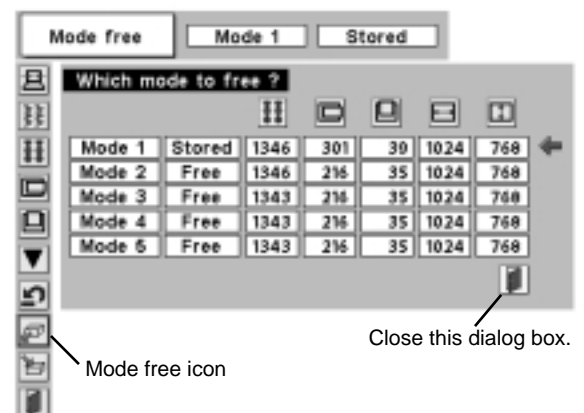 Mode free Mode 1 Stored
Which mode to free ?
Mode 1 Stored 1346 301 39 1024 768
Mode 2 Free 1346 216 35 1024 768
Mode 3 Free 1343 216 35 1024 768
Mode 4 Free 1343 216 35 1024 768
Mode 5 Free 1343 216 35 1024 768
Close this dialog box.
Mode free icon